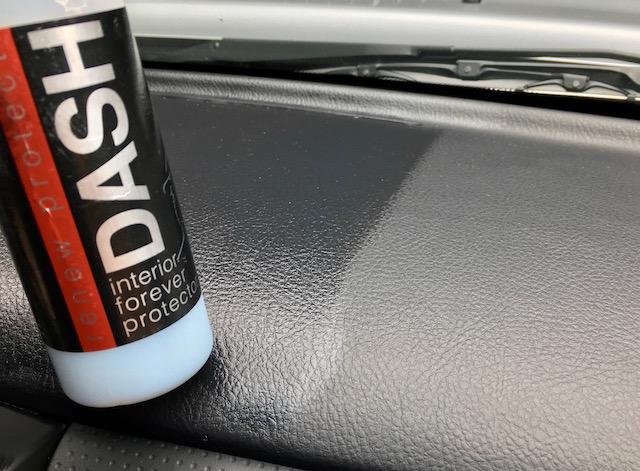 renew protect
DASH
interior
forever
protector